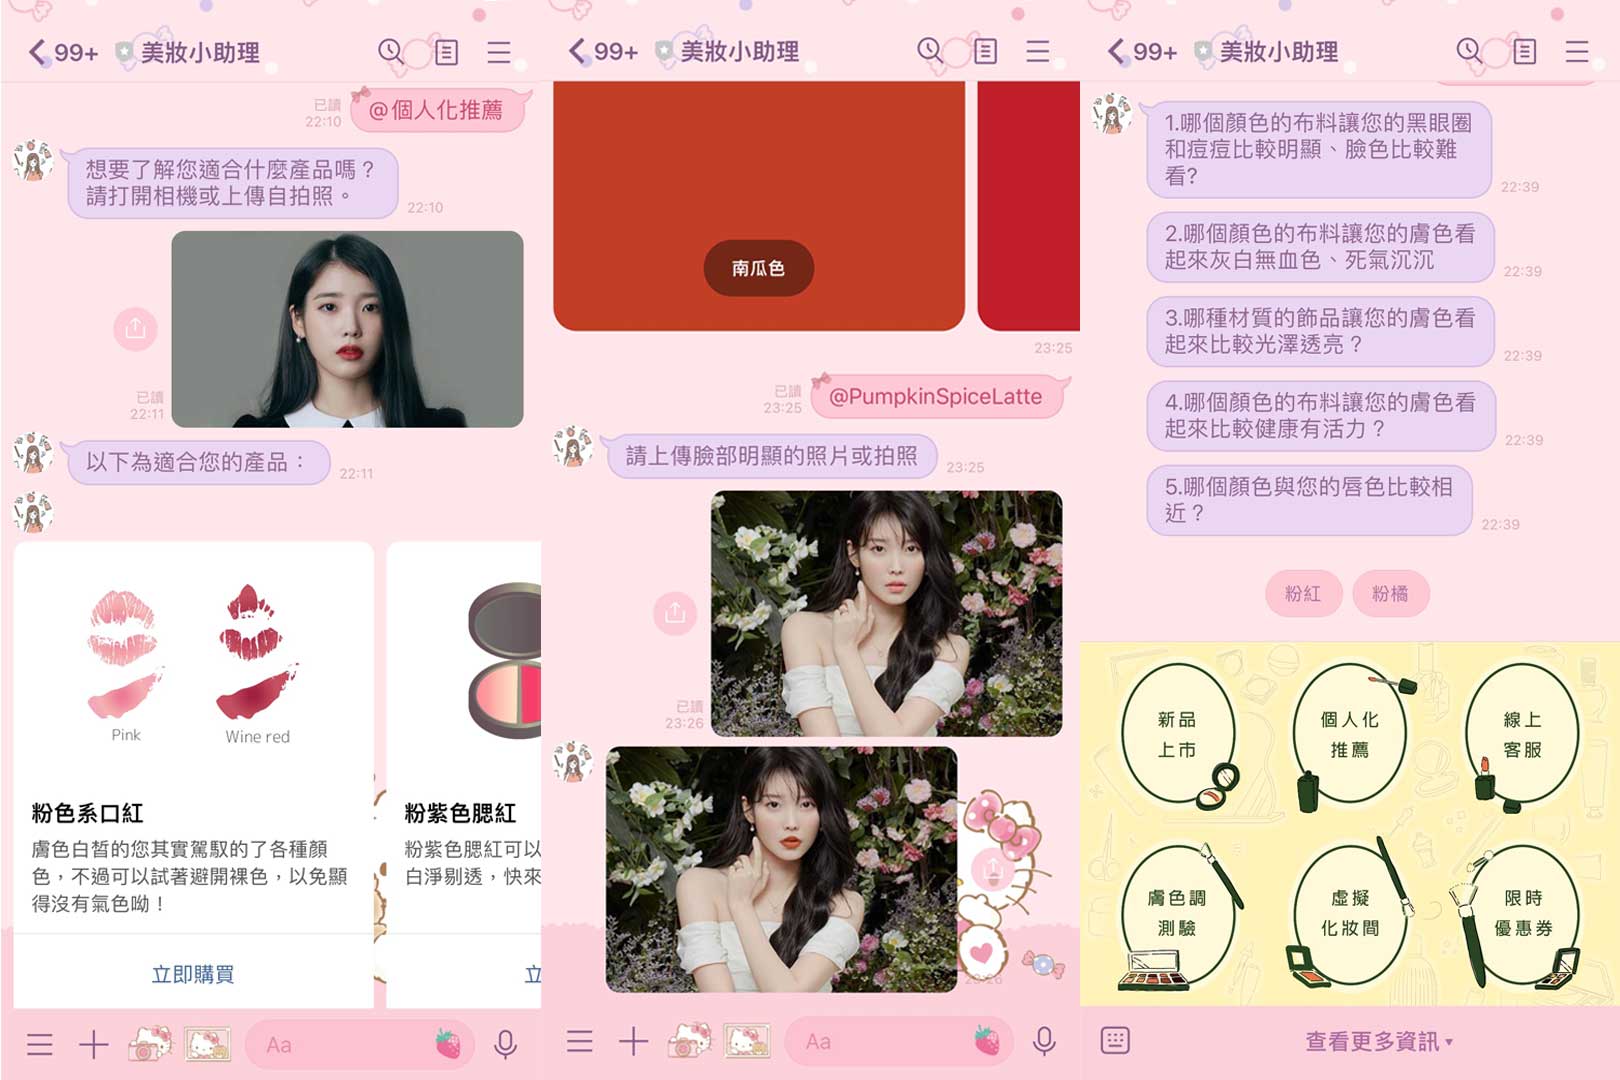 99+
美妝小助理
已讀
22:10
@個人化推薦
想要了解您適合什麼產品嗎？
請打開相機或上傳自拍照。
22:10
已讀
22:11
以下為適合您的產品：
22:11
Pink
Wine red
粉色系口紅
膚色白皙的您其實駕馭的了各種顏
色，不過可以試著避開裸色，以免顯
得沒有氣色呦！
立即購買
粉紫色腮紅
粉紫色腮紅可以
白淨剔透，快來
立
Aa
99+
美妝小助理
南瓜色
23:25
已讀
23:25
@PumpkinSpiceLatte
請上傳臉部明顯的照片或拍照
23:25
已讀
23:26
23:26
Aa
99+
美妝小助理
1.哪個顏色的布料讓您的黑眼圈
和痘痘比較明顯、臉色比較難
看?
22:39
2.哪個顏色的布料讓您的膚色看
起來灰白無血色、死氣沉沉
22:39
3.哪種材質的飾品讓您的膚色看
起來比較光澤透亮？
22:39
4.哪個顏色的布料讓您的膚色看
起來比較健康有活力？
22:39
5.哪個顏色與您的唇色比較相
近？
22:39
粉紅
粉橘
新品
上市
個人化
推薦
線上
客服
膚色調
測驗
虛擬
化妝間
限時
優惠券
查看更多資訊